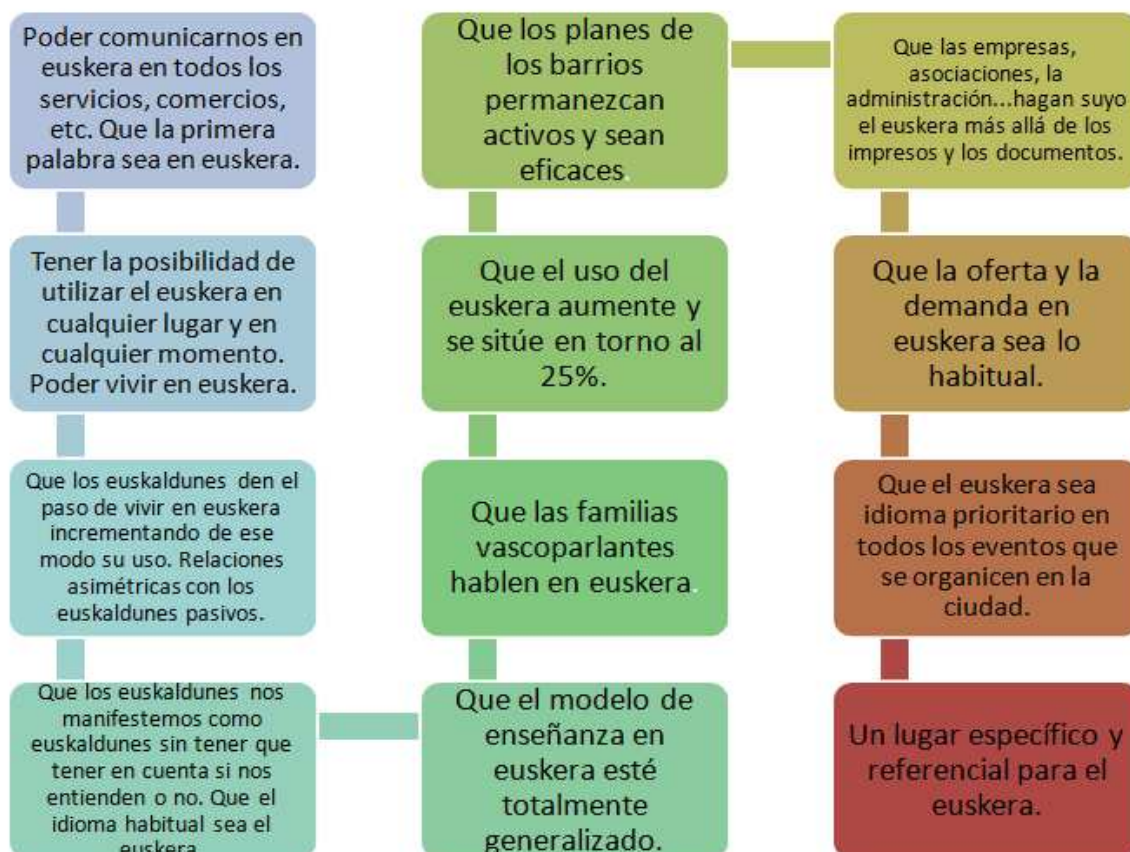 Poder comunicarnos en
euskera en todos los
servicios, comercios,
etc. Que la primera
palabra sea en euskera.
Tener la posibilidad de
utilizar el euskera en
cualquier lugar y en
cualquier momento.
Poder vivir en euskera.
Que los euskaldunes den el
paso de vivir en euskera
incrementando de ese
modo su uso. Relaciones
asimétricas con los
euskaldunes pasivos.
Que los euskaldunes nos
manifestemos como
euskaldunes sin tener que
tener en cuenta si nos
entienden o no. Que el
idioma habitual sea el
euskera
Que el modelo de
enseñanza en
euskera esté
totalmente
generalizado.
Que las familias
vascoparlantes
hablen en euskera.
Que el uso del
euskera aumente y
se sitúe en torno al
25%.
Que los planes de
los barrios
permanezcan
activos y sean
eficaces.
Que las empresas,
asociaciones, la
administración...hagan suyo
el euskera más allá de los
impresos y los documentos.
Que la oferta y la
demanda en
euskera sea lo
habitual.
Que el euskera sea
idioma prioritario en
todos los eventos que
se organicen en la
ciudad.
Un lugar específico y
referencial para el
euskera.